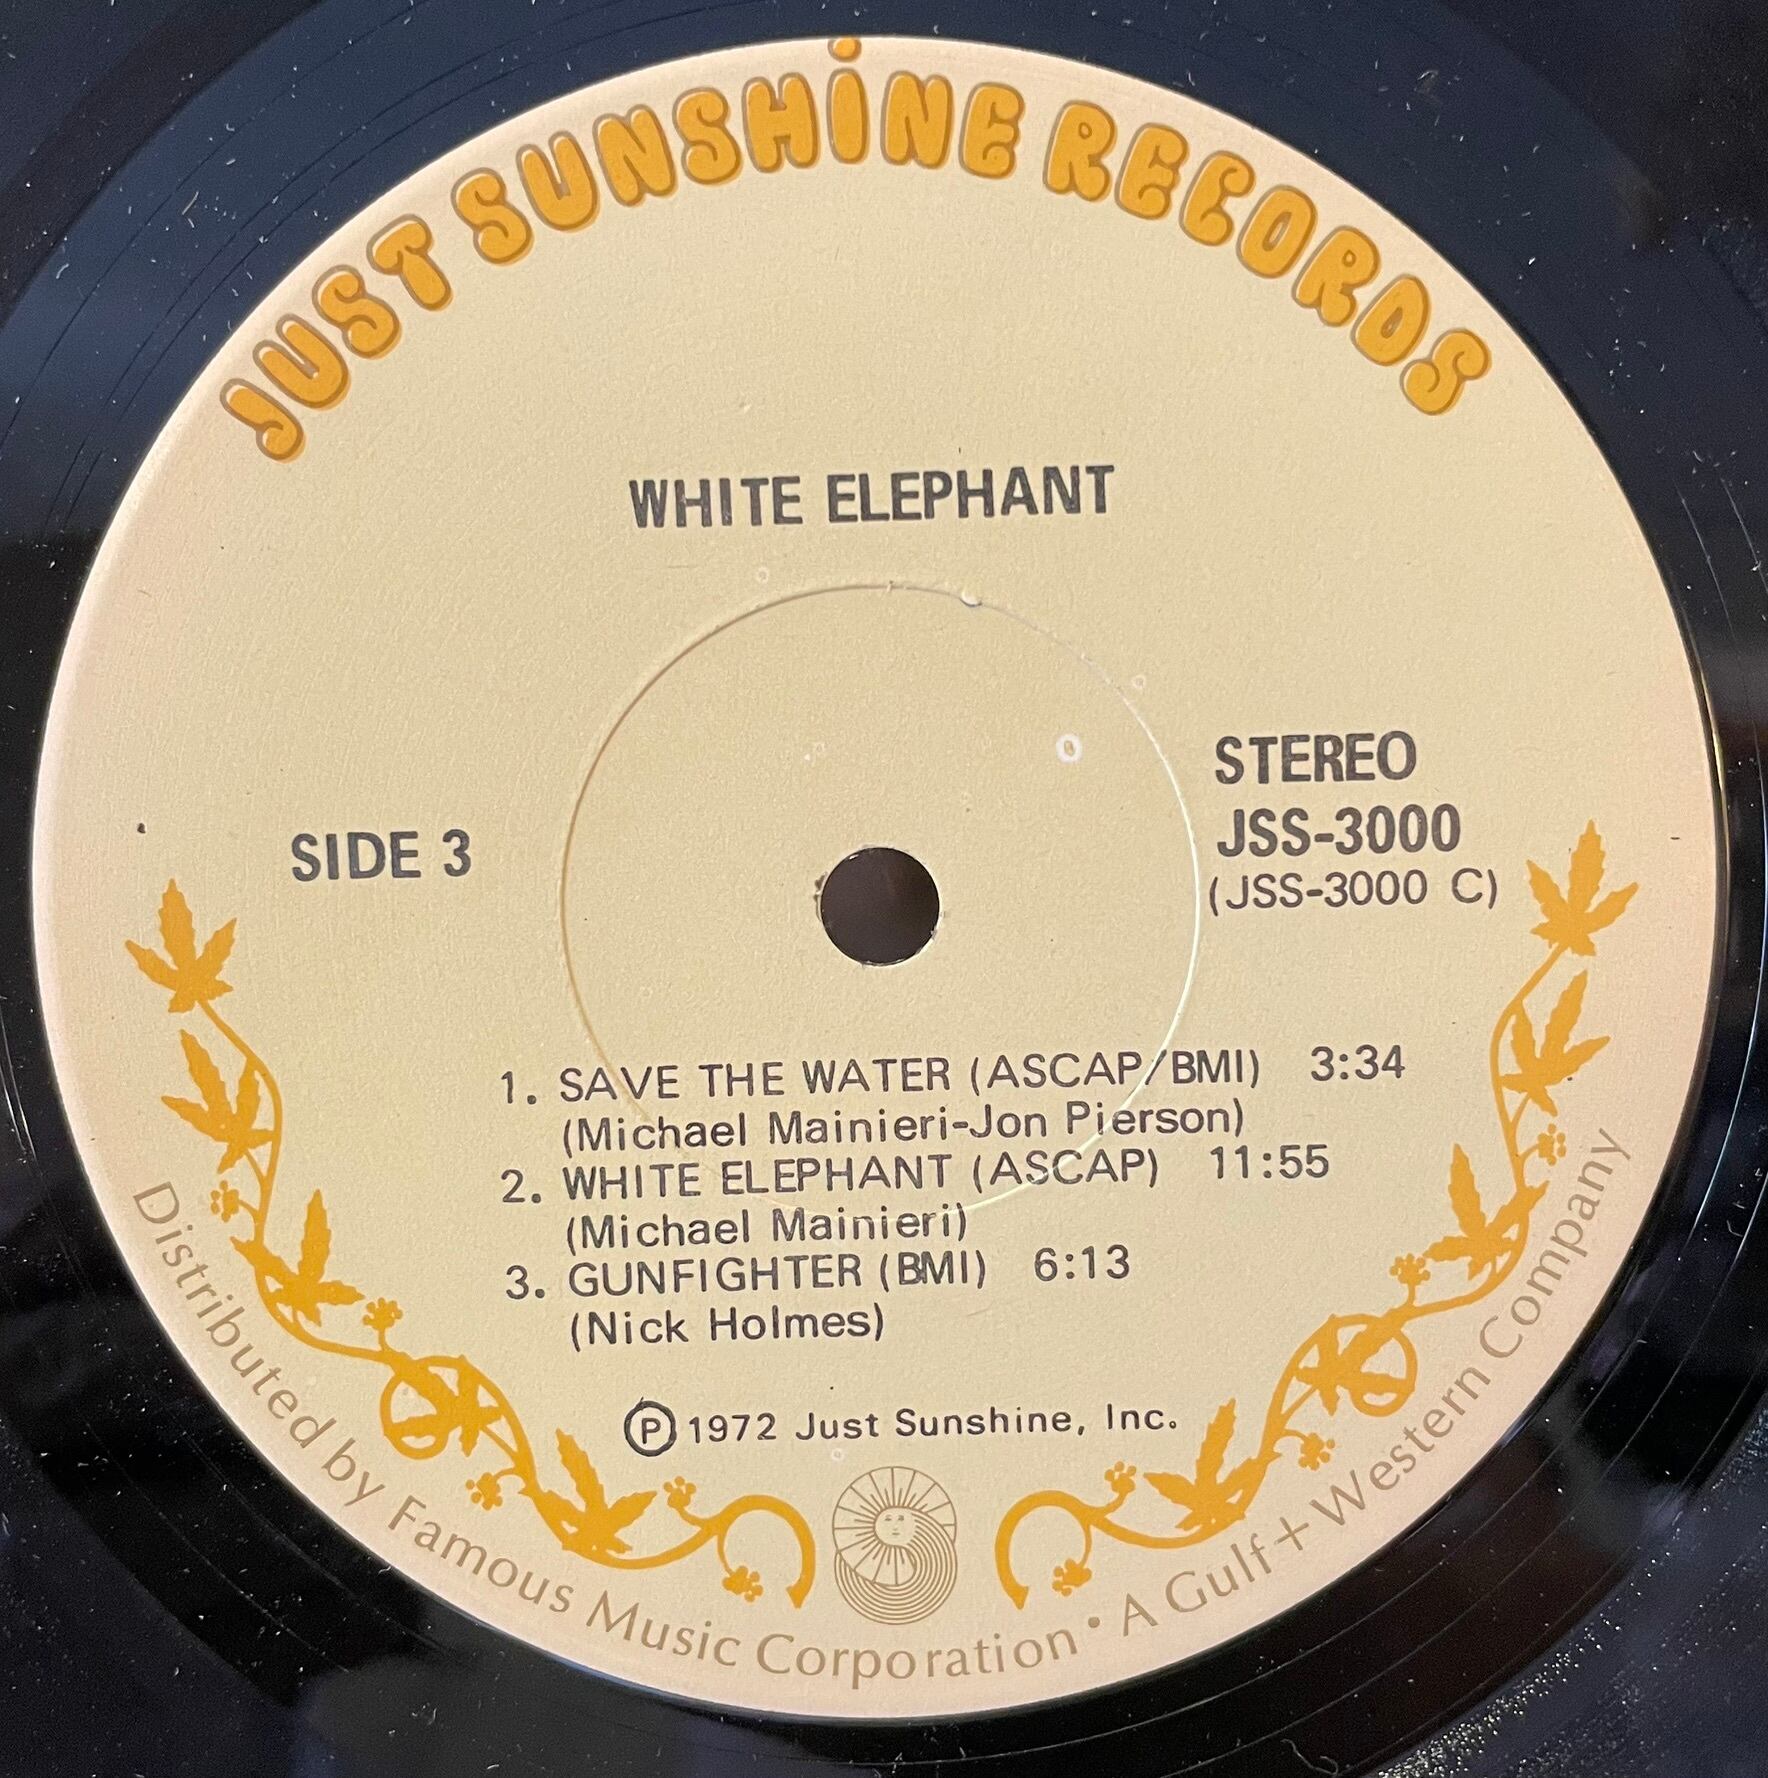 JUST SUNSHiNE RECORDS
WHITE ELEPHANT
STEREO
JSS-3000
(JSS-3000 C)
SIDE 3
1. SAVE THE WATER (ASCAP/BMI) 3:34
(Michael Mainieri-Jon Pierson)
2. WHITE ELEPHANT (ASCAP) 11:55
(Michael Mainieri)
3. GUNFIGHTER (BMI) 6:13
(Nick Holmes)
Ⓟ 1972 Just Sunshine, Inc.
Distributed by Famous Music Corporation • A Gulf + Western Company